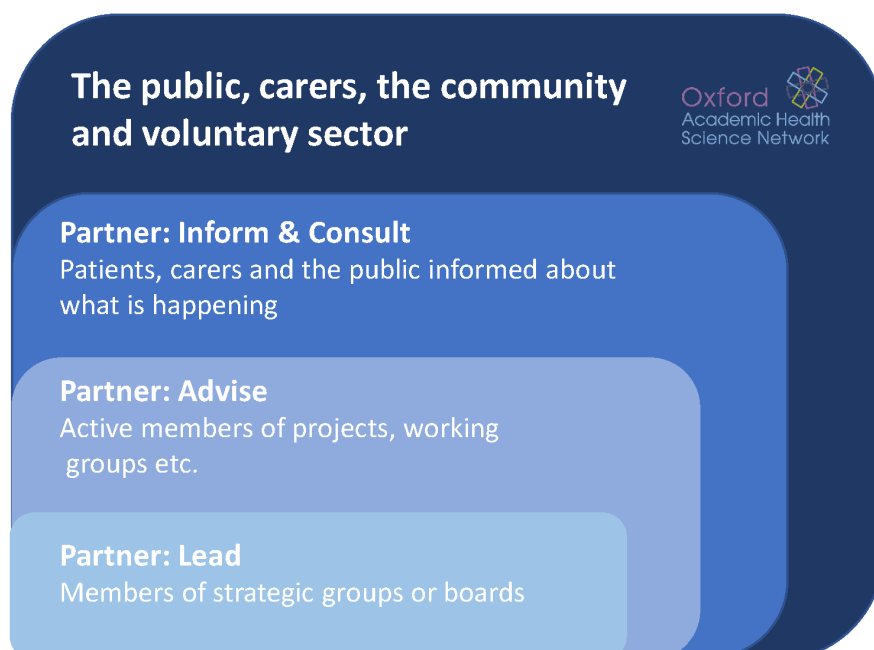 The public, carers, the community
and voluntary sector
Oxford
Academic Health
Science Network
Partner: Inform & Consult
Patients, carers and the public informed about
what is happening
Partner: Advise
Active members of projects, working
groups etc.
Partner: Lead
Members of strategic groups or boards